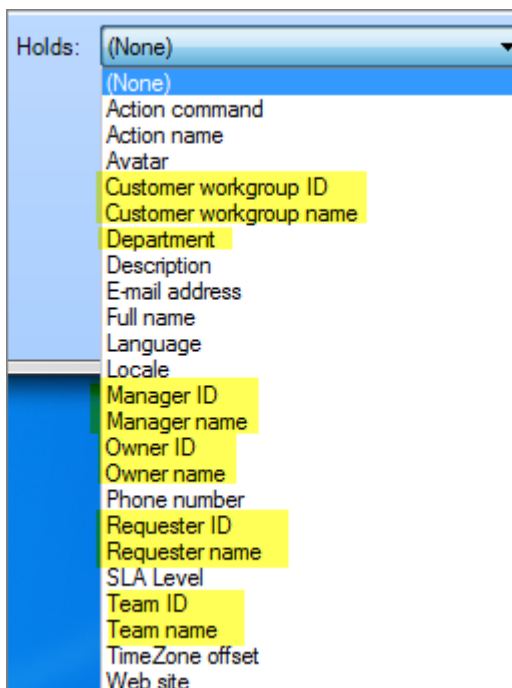 Holds: (None)
(None)
Action command
Action name
Avatar
Customer workgroup ID
Customer workgroup name
Department
Description
E-mail address
Full name
Language
Locale
Manager ID
Manager name
Owner ID
Owner name
Phone number
Requester ID
Requester name
SLA Level
Team ID
Team name
TimeZone offset
Web site